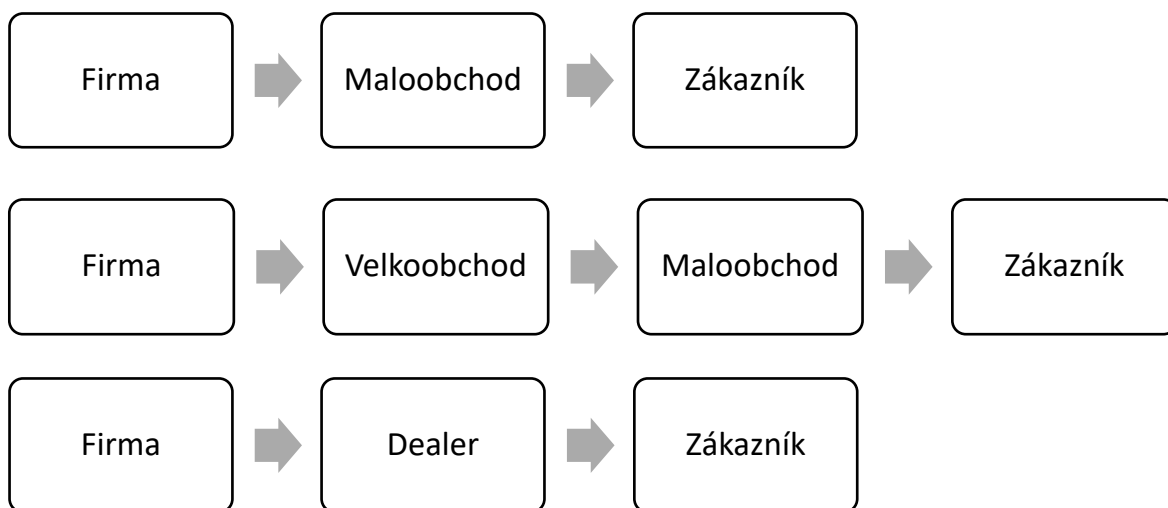 Firma Maloobchod Zákazník
Firma Velkoobchod Maloobchod Zákazník
Firma Dealer Zákazník